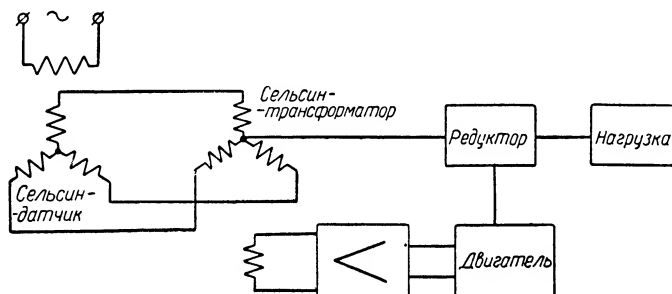 Сельсин-
-трансформатор
Редуктор
Нагрузка
Сельсин-
-датчик
Двигатель